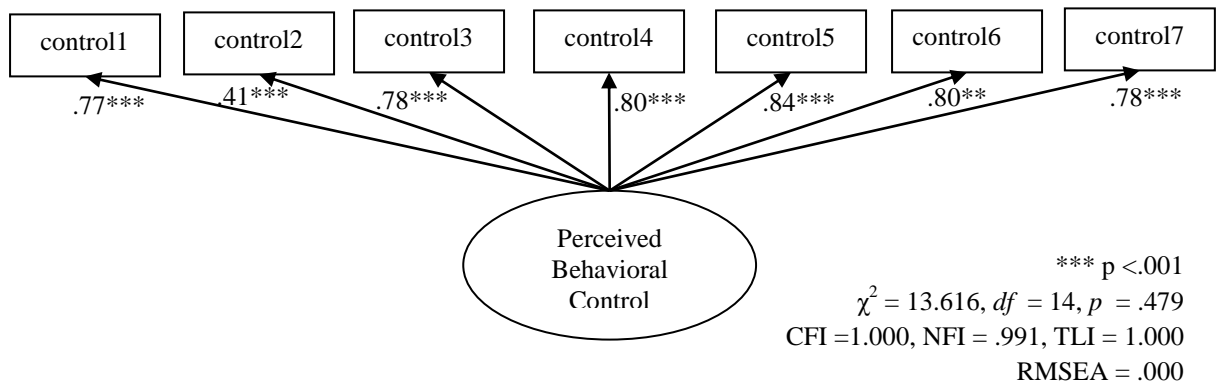 control1 control2 control3 control4 control5 control6 control7
.77*** .41*** .78*** .80*** .84*** .80** .78***
Perceived
Behavioral
Control
*** p <.001
χ² = 13.616, df = 14, p = .479
CFI =1.000, NFI = .991, TLI = 1.000
RMSEA = .000